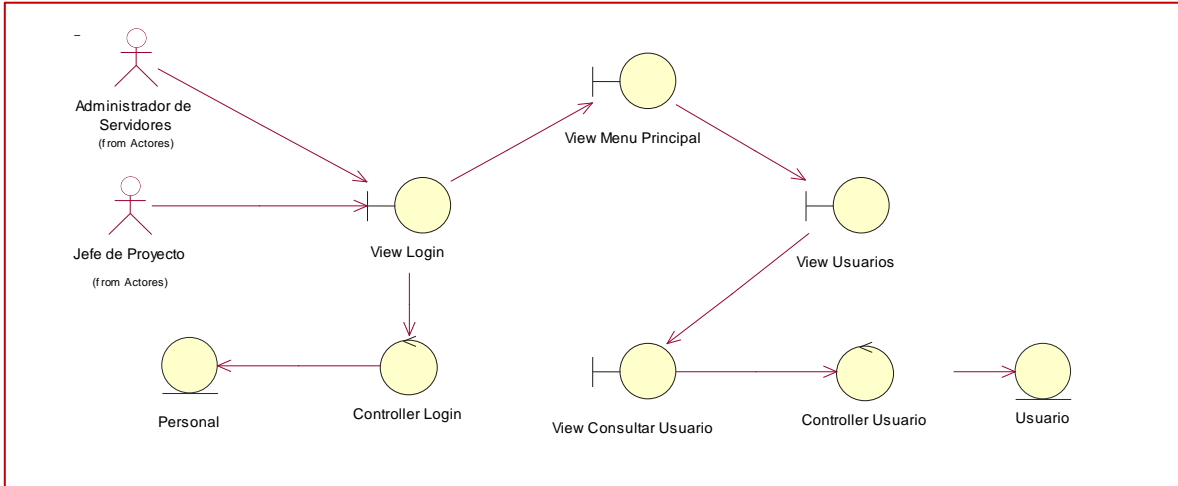 Administrador de
Servidores
(from Actores)
View Menu Principal
Jefe de Proyecto
(from Actores)
View Login
View Usuarios
Personal
Controller Login
View Consultar Usuario
Controller Usuario
Usuario